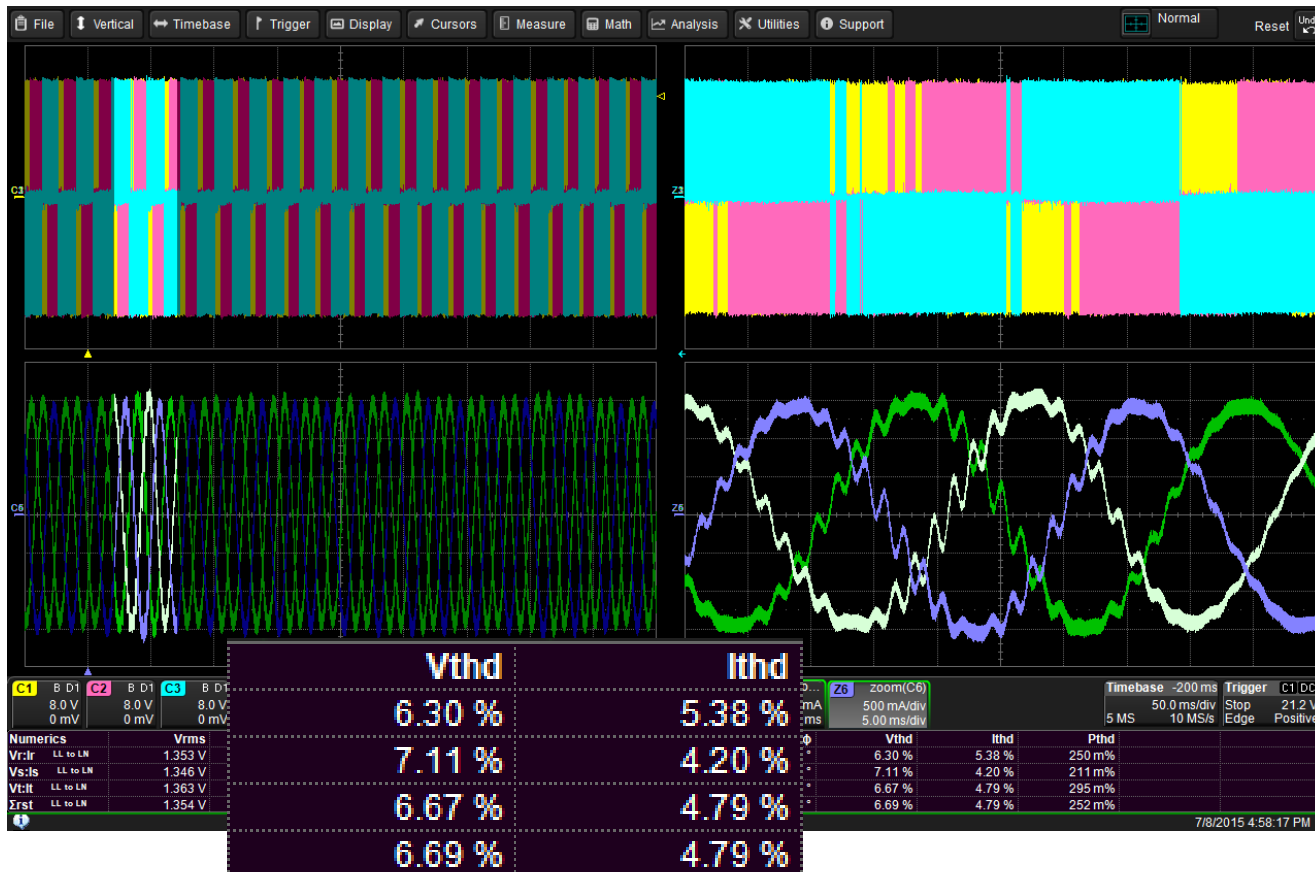 File Vertical Timebase Trigger Display Cursors Measure Math Analysis Utilities Support Normal Reset Und
C3 Z3
C6 Z6
Vthd Ithd
6.30 % 5.38 %
7.11 % 4.20 %
6.67 % 4.79 %
6.69 % 4.79 %
C1 B D1 C2 B D1 C3 B D1 Z6 zoom(C6) Timebase -200 ms Trigger C1 DC
8.0 V 8.0 V 8.0 V mA 500 mA/div 50.0 ms/div Stop 21.2 V
0 mV 0 mV 0 mV ms 5.00 ms/div 5 MS 10 MS/s Edge Positive
Numerics Vrms ϕ Vthd Ithd Pthd
Vr:Ir LL to LN 1.353 V ° 6.30 % 5.38 % 250 m%
Vs:Is LL to LN 1.346 V ° 7.11 % 4.20 % 211 m%
Vt:It LL to LN 1.363 V ° 6.67 % 4.79 % 295 m%
Σrst LL to LN 1.354 V ° 6.69 % 4.79 % 252 m%
7/8/2015 4:58:17 PM